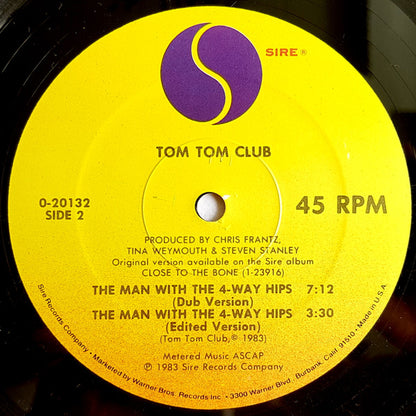 SIRE ®
TOM TOM CLUB
0-20132
SIDE 2
45 RPM
PRODUCED BY CHRIS FRANTZ,
TINA WEYMOUTH & STEVEN STANLEY
Original version available on the Sire album
CLOSE TO THE BONE (1-23916)
THE MAN WITH THE 4-WAY HIPS 7:12
(Dub Version)
THE MAN WITH THE 4-WAY HIPS 3:30
(Edited Version)
(Tom Tom Club,© 1983)
Metered Music ASCAP
℗ 1983 Sire Records Company
Sire Records Company • Marketed by Warner Bros. Records Inc. • 3300 Warner Blvd., Burbank, Calif. 91510 • Made in U.S.A.